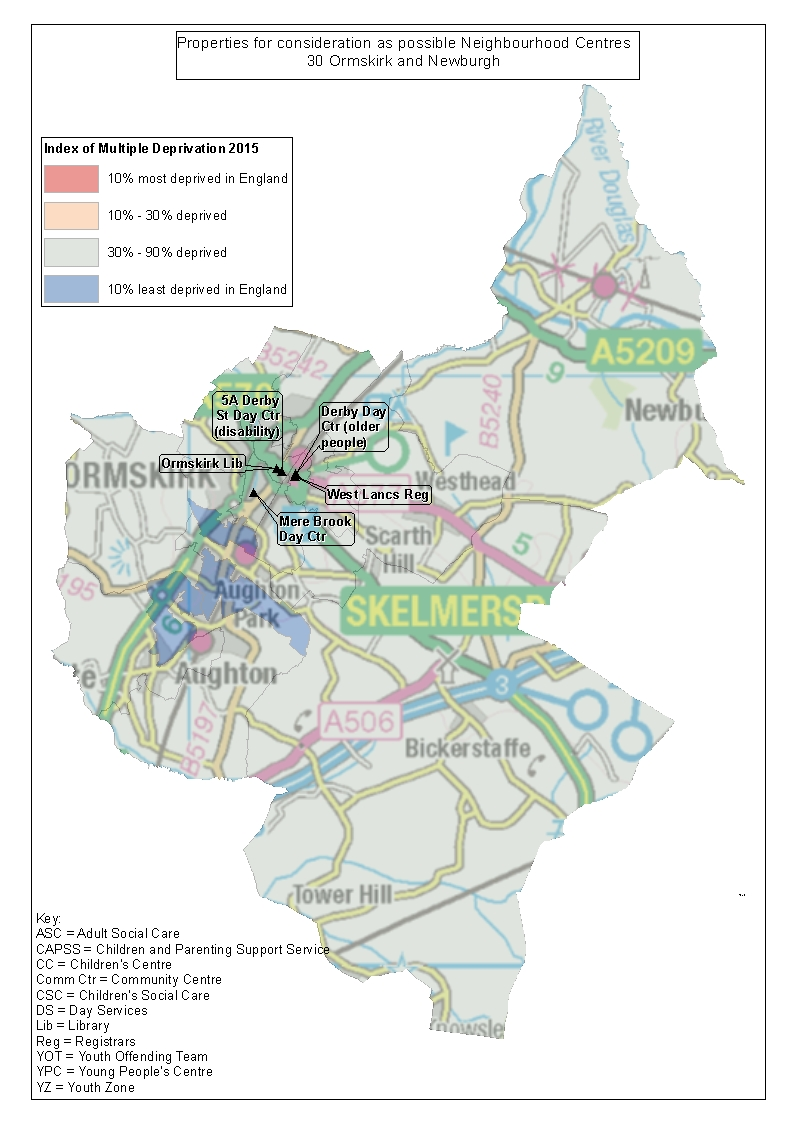 Properties for consideration as possible Neighbourhood Centres
30 Ormskirk and Newburgh
Index of Multiple Deprivation 2015
10% most deprived in England
10% - 30% deprived
30% - 90% deprived
10% least deprived in England
River Douglas
A5209
9
B5242
B5240
Newbu
5A Derby
St Day Ctr
(disability)
Derby Day
Ctr (older
people)
Ormskirk Lib
ORMSKIRK
West Lancs Reg
Westhead
Mere Brook
Day Ctr
Scarth
Hill
5
195
Aughton
Park
SKELMERSD
6
Aughton
3
A506
B5197
Bickerstaffe
Tower Hill
Knowsle
Key:
ASC = Adult Social Care
CAPSS = Children and Parenting Support Service
CC = Children's Centre
Comm Ctr = Community Centre
CSC = Children's Social Care
DS = Day Services
Lib = Library
Reg = Registrars
YOT = Youth Offending Team
YPC = Young People's Centre
YZ = Youth Zone